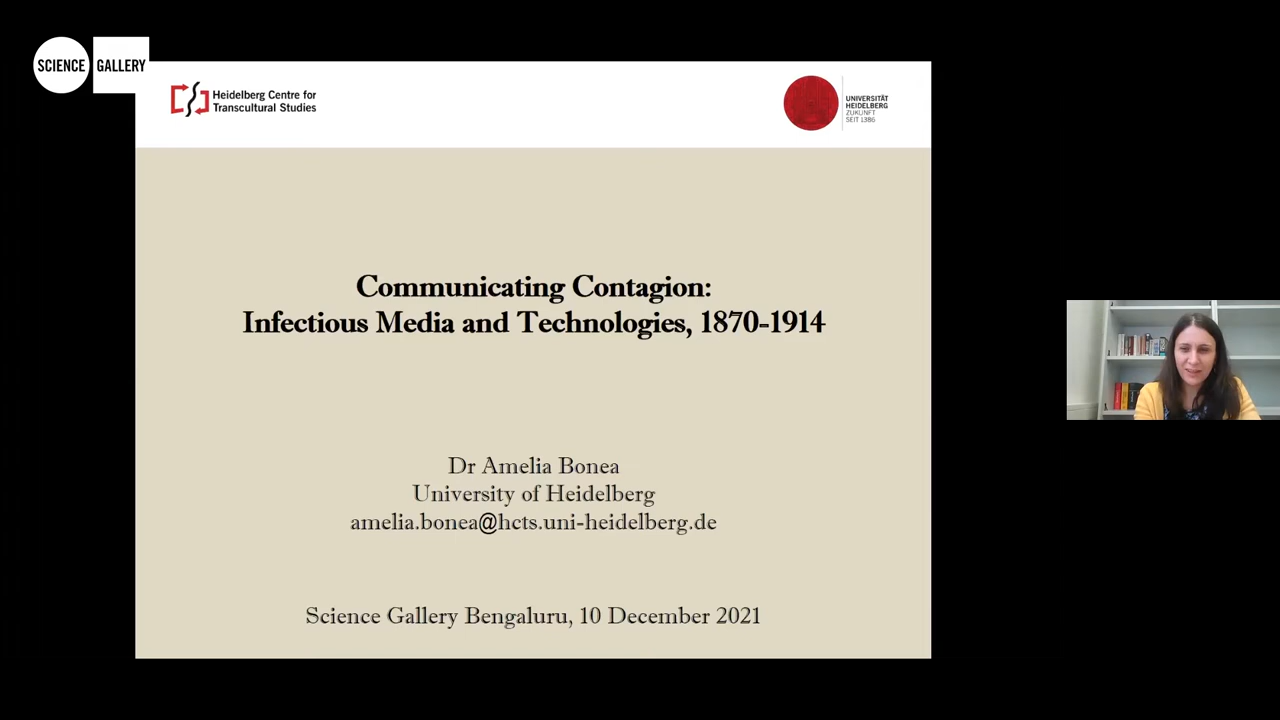 SCIENCE GALLERY
Heidelberg Centre for
Transcultural Studies
UNIVERSITÄT
HEIDELBERG
ZUKUNFT
SEIT 1386
Communicating Contagion:
Infectious Media and Technologies, 1870-1914
Dr Amelia Bonea
University of Heidelberg
amelia.bonea@hcts.uni-heidelberg.de
Science Gallery Bengaluru, 10 December 2021